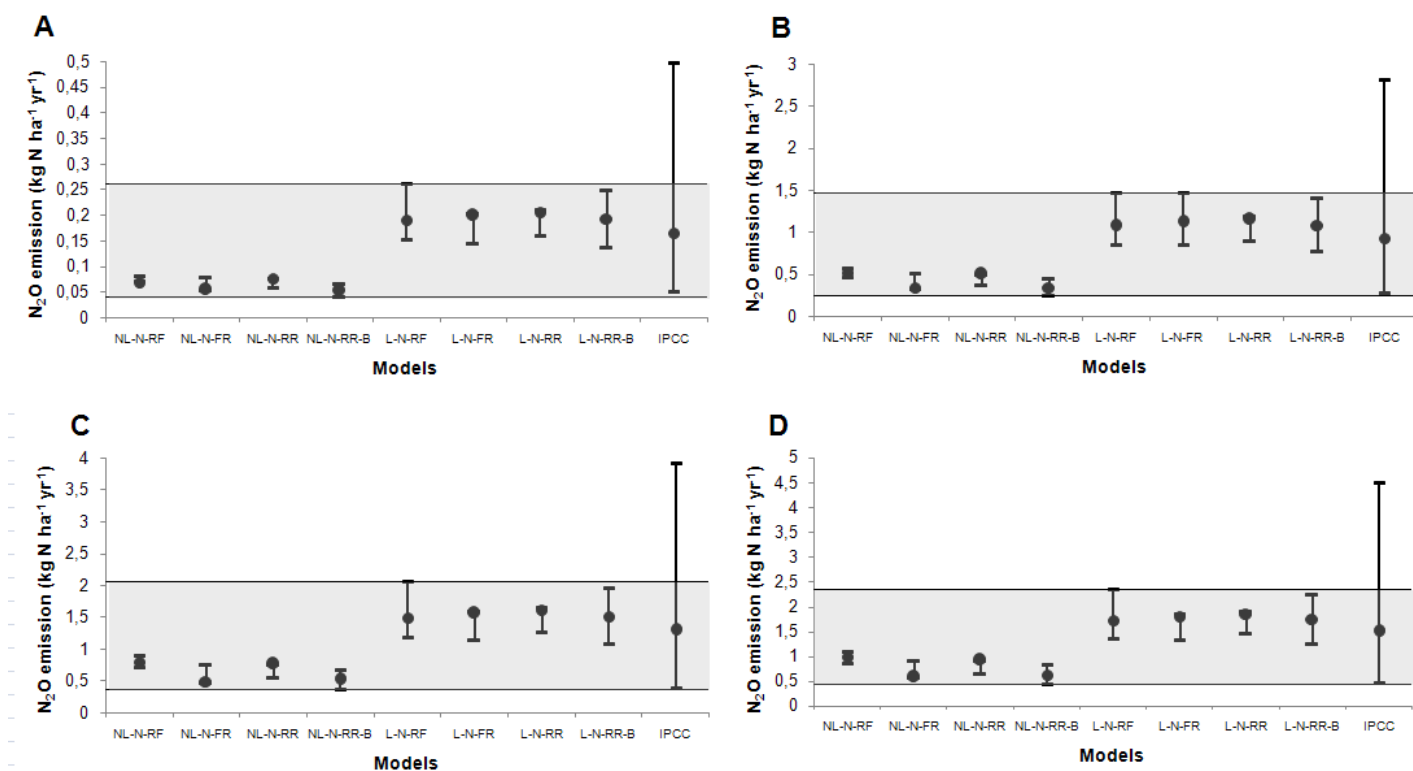 A
N₂O emission (kg N ha⁻¹ yr⁻¹)
0,5
0,45
0,4
0,35
0,3
0,25
0,2
0,15
0,1
0,05
0
NL-N-RF NL-N-FR NL-N-RR NL-N-RR-B L-N-RF L-N-FR L-N-RR L-N-RR-B IPCC
Models
B
N₂O emission (kg N ha⁻¹ yr⁻¹)
3
2,5
2
1,5
1
0,5
0
NL-N-RF NL-N-FR NL-N-RR NL-N-RR-B L-N-RF L-N-FR L-N-RR L-N-RR-B IPCC
Models
C
N₂O emission (kg N ha⁻¹ yr⁻¹)
4
3,5
3
2,5
2
1,5
1
0,5
0
NL-N-RF NL-N-FR NL-N-RR NL-N-RR-B L-N-RF L-N-FR L-N-RR L-N-RR-B IPCC
Models
D
N₂O emission (kg N ha⁻¹ yr⁻¹)
5
4,5
4
3,5
3
2,5
2
1,5
1
0,5
0
NL-N-RF NL-N-FR NL-N-RR NL-N-RR-B L-N-RF L-N-FR L-N-RR L-N-RR-B IPCC
Models